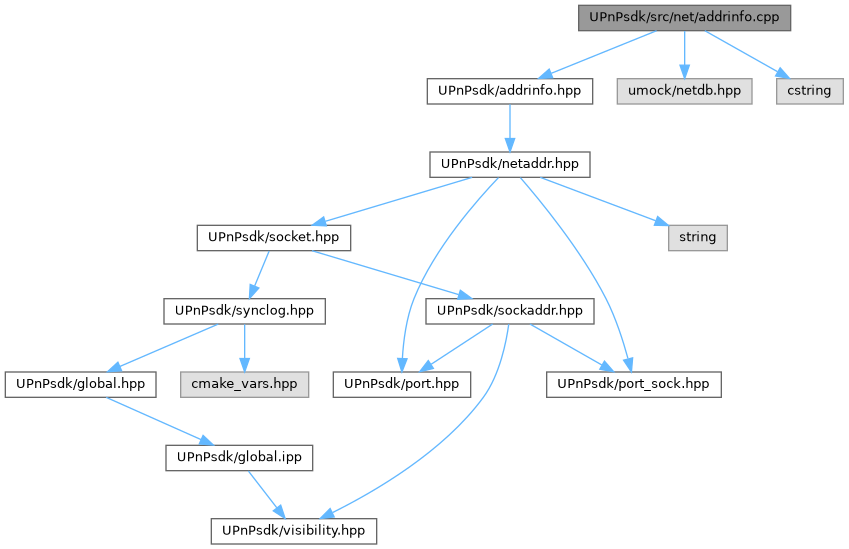 UPnPsdk/src/net/addrinfo.cpp
UPnPsdk/addrinfo.hpp
umock/netdb.hpp
cstring
UPnPsdk/netaddr.hpp
UPnPsdk/socket.hpp
string
UPnPsdk/synclog.hpp
UPnPsdk/sockaddr.hpp
UPnPsdk/global.hpp
cmake_vars.hpp
UPnPsdk/port.hpp
UPnPsdk/port_sock.hpp
UPnPsdk/global.ipp
UPnPsdk/visibility.hpp